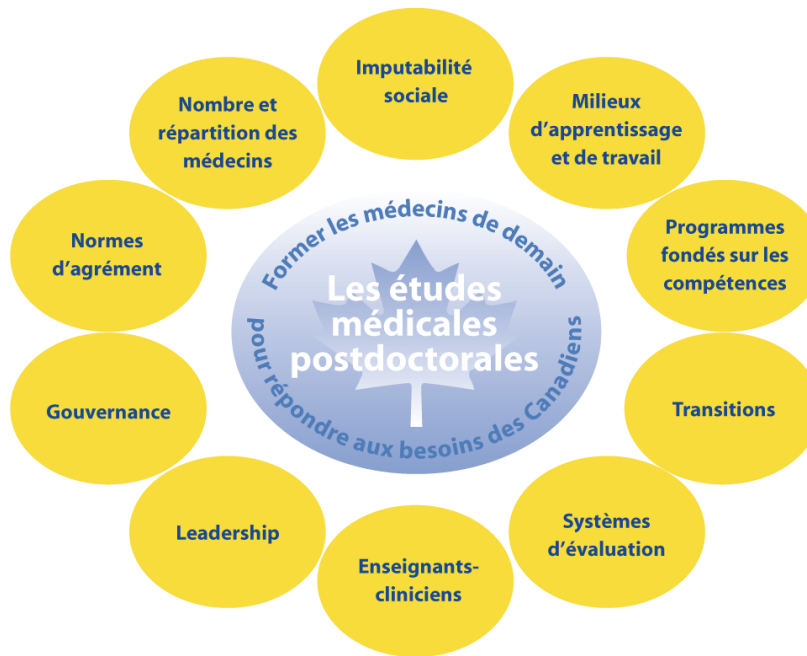 Imputabilité
sociale
Milieux
d’apprentissage
et de travail
Programmes
fondés sur les
compétences
Transitions
Systèmes
d’évaluation
Enseignants-
cliniciens
Leadership
Gouvernance
Normes
d’agrément
Nombre et
répartition des
médecins
Former les médecins de demain
Les études
médicales
postdoctorales
pour répondre aux besoins des Canadiens